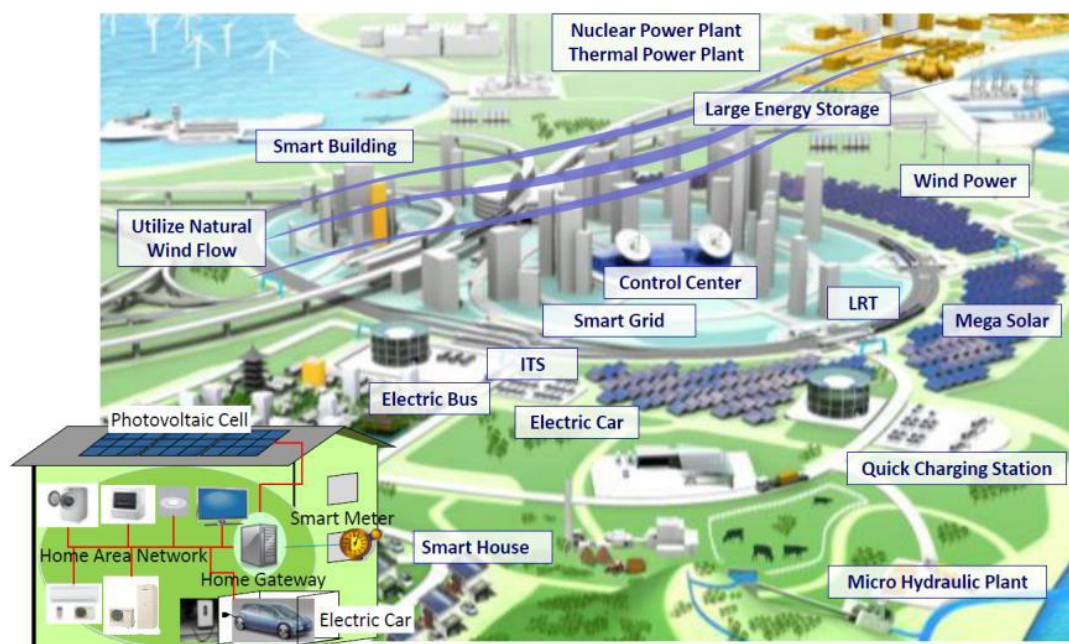 Nuclear Power Plant
Thermal Power Plant
Large Energy Storage
Smart Building
Wind Power
Utilize Natural
Wind Flow
Control Center
LRT
Smart Grid
Mega Solar
ITS
Electric Bus
Electric Car
Photovoltaic Cell
Quick Charging Station
Smart Meter
Home Area Network
Smart House
Home Gateway
Micro Hydraulic Plant
Electric Car